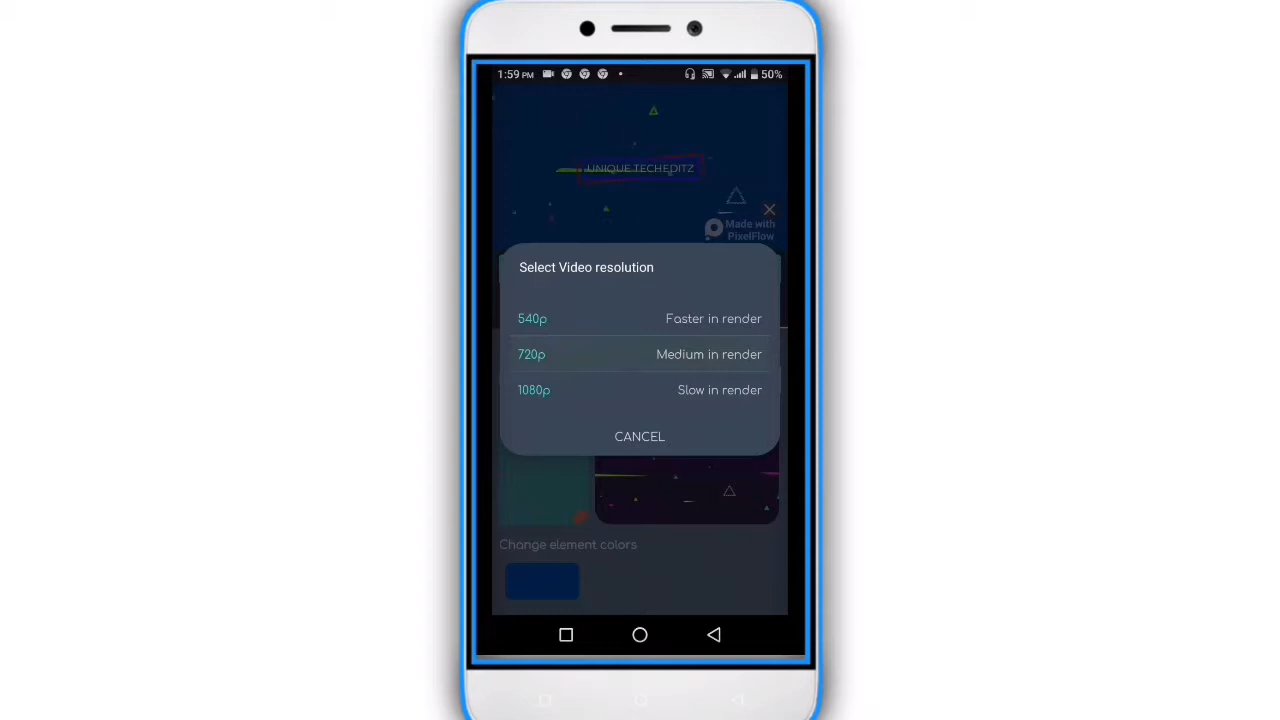 1:59 PM 50%
UNIQUE TECHEDITZ
Made with
PixelFlow
Select Video resolution
540p Faster in render
720p Medium in render
1080p Slow in render
CANCEL
Change element colors